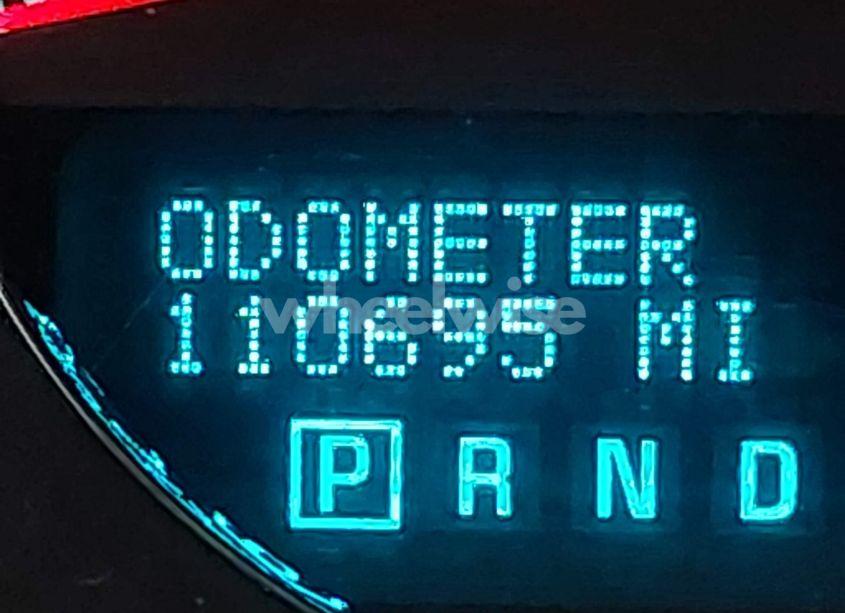 ODOMETER
110695 MI
wheelwise
P R N D